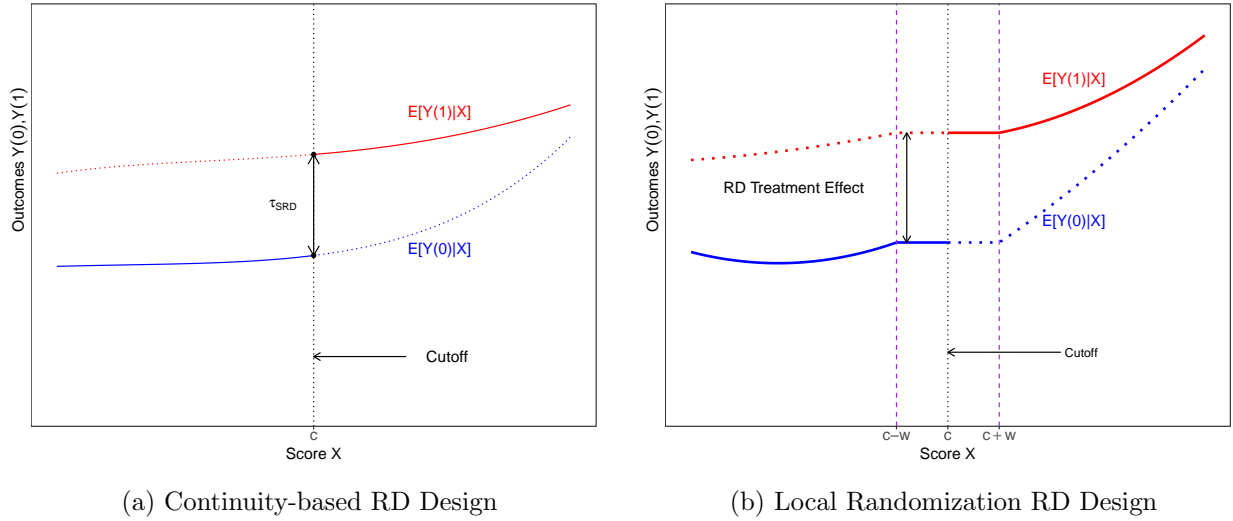 Outcomes Y(0),Y(1)
E[Y(1)|X]
τSRD
E[Y(0)|X]
Cutoff
c
Score X
(a) Continuity-based RD Design
Outcomes Y(0),Y(1)
E[Y(1)|X]
RD Treatment Effect
E[Y(0)|X]
Cutoff
c−w c c+w
Score X
(b) Local Randomization RD Design